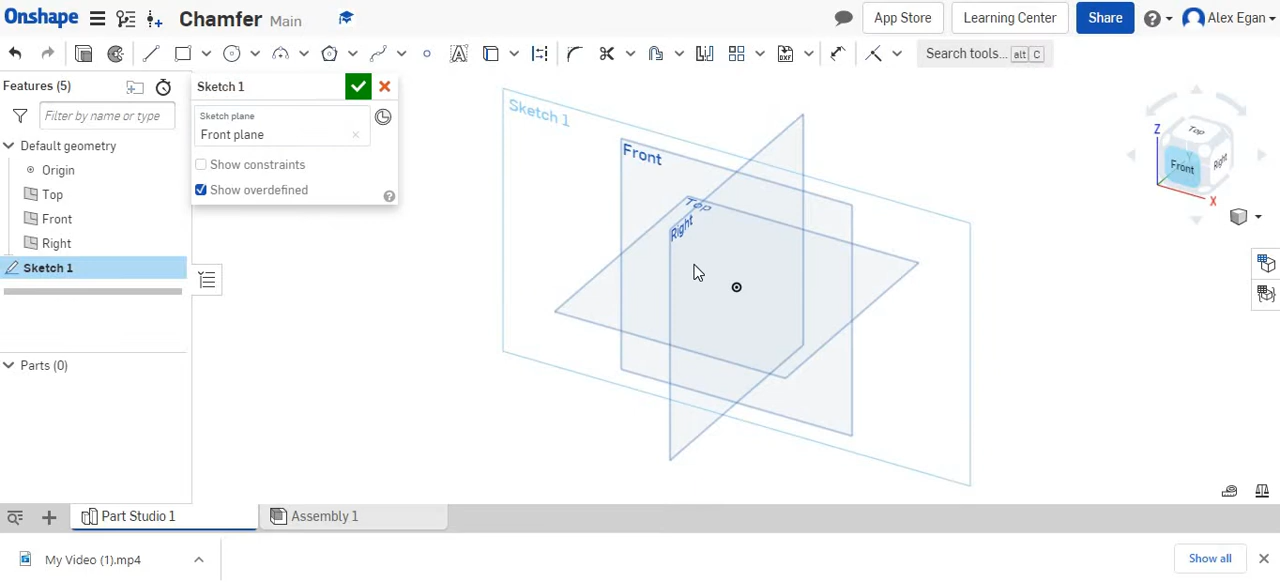 Onshape
Chamfer Main
App Store
Learning Center
Share
Alex Egan
Search tools... alt C
Features (5)
Filter by name or type
Default geometry
Origin
Top
Front
Right
Sketch 1
Parts (0)
Sketch 1
Sketch plane
Front plane
Show constraints
Show overdefined
Sketch 1
Front
Top
Right
Z
Top
Front
Right
X
Part Studio 1
Assembly 1
My Video (1).mp4
Show all